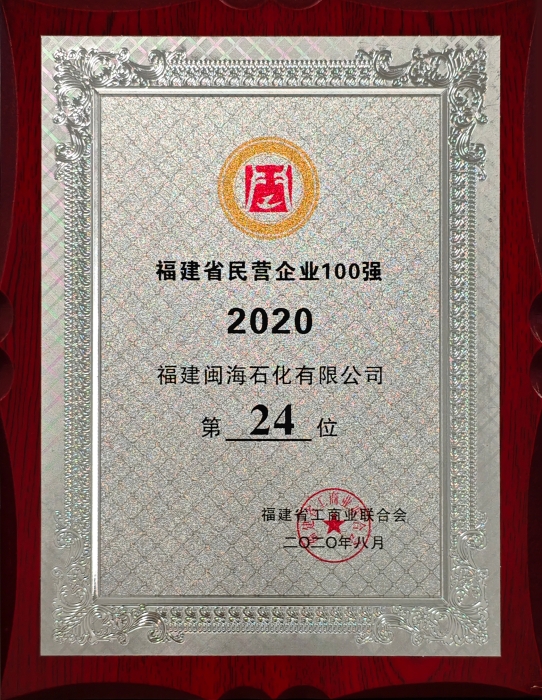 福建省民营企业100强
2020
福建闽海石化有限公司
第 24 位
福建省工商业联合会
二〇二〇年八月